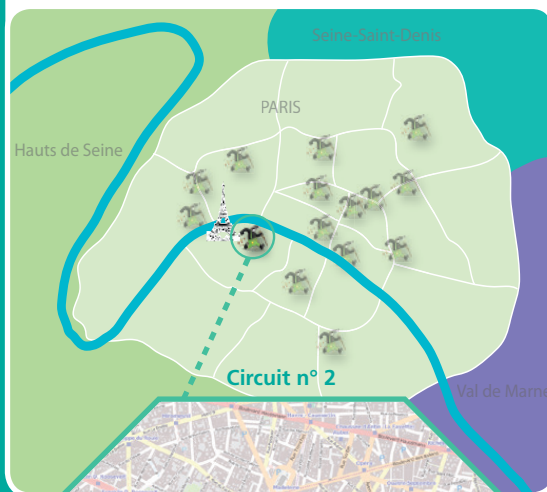 Seine-Saint-Denis
PARIS
Hauts de Seine
Circuit n° 2
Val de Marne